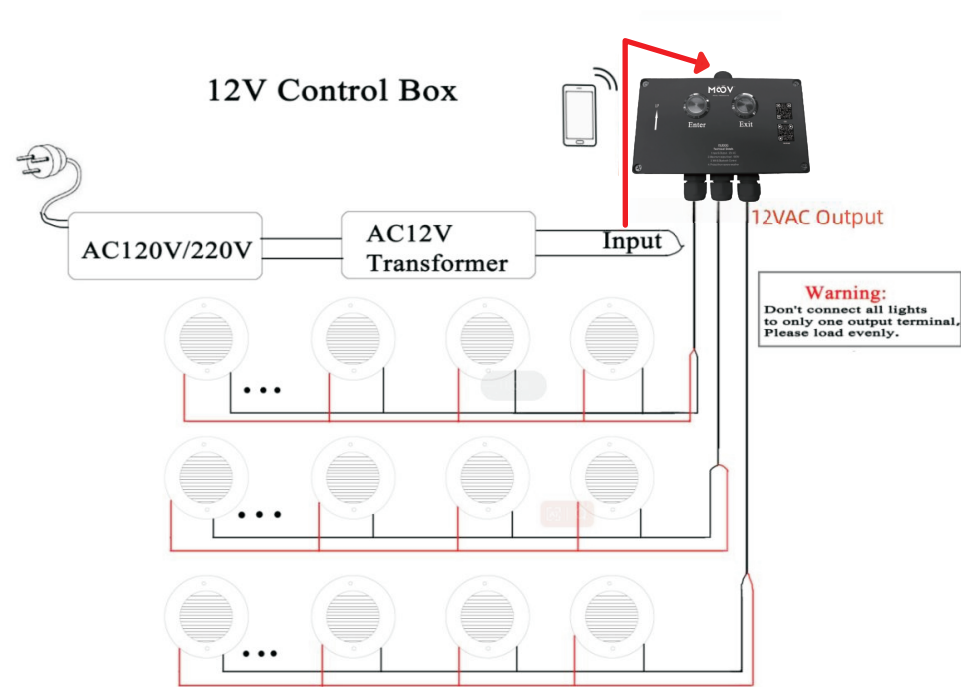 12V Control Box
MOOV
Enter
Exit
12VAC Output
AC120V/220V
AC12V
Transformer
Input
Warning:
Don't connect all lights
to only one output terminal,
Please load evenly.